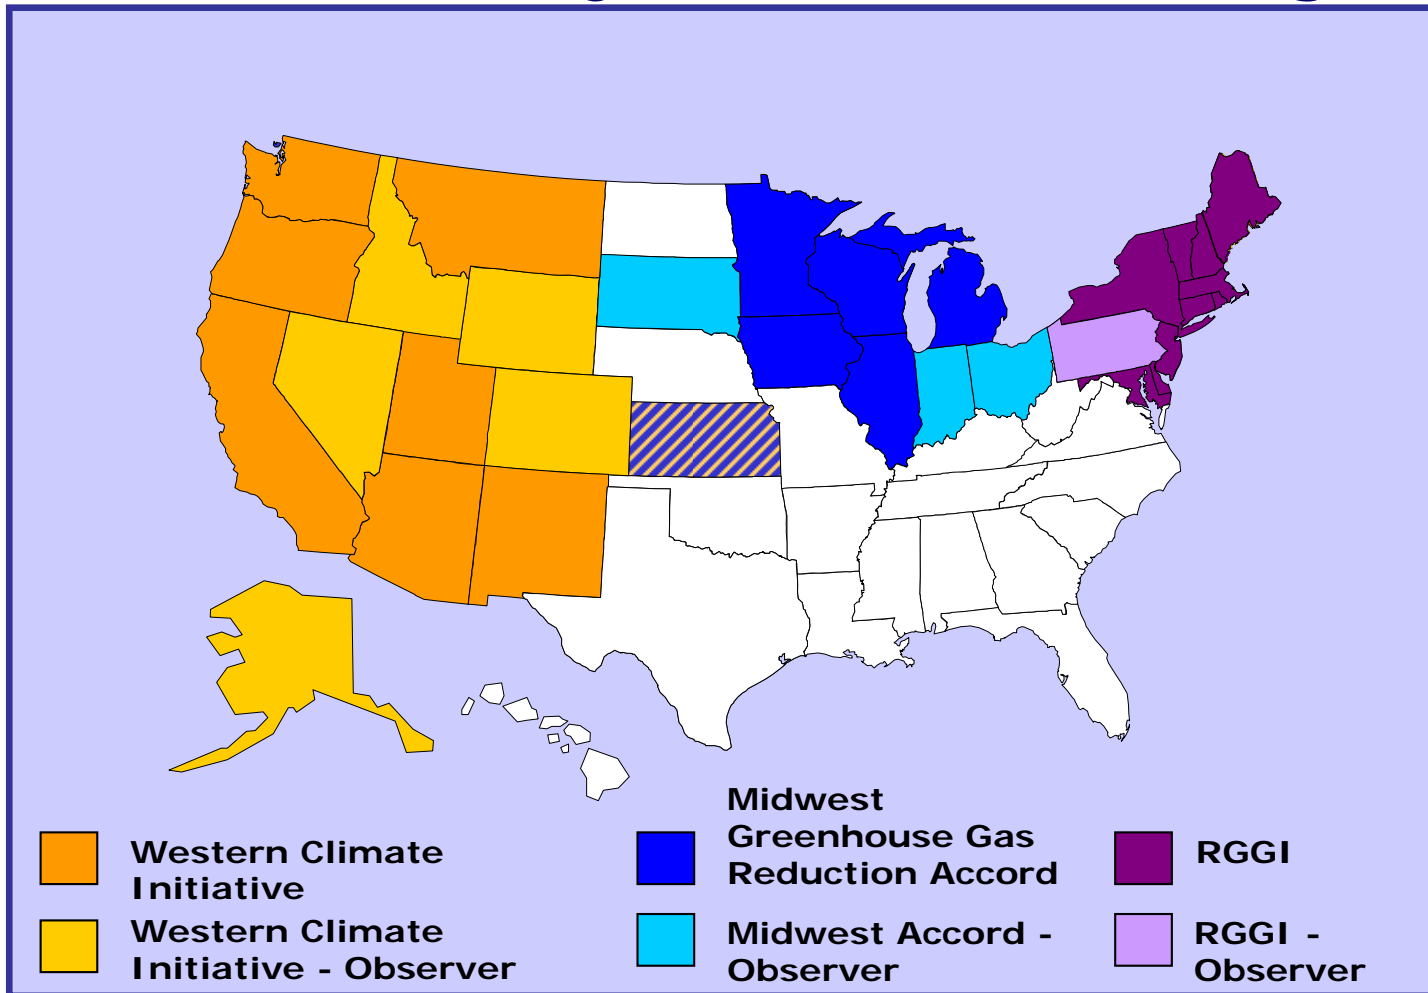 Western Climate
Initiative
Western Climate
Initiative - Observer
Midwest
Greenhouse Gas
Reduction Accord
Midwest Accord -
Observer
RGGI
RGGI -
Observer